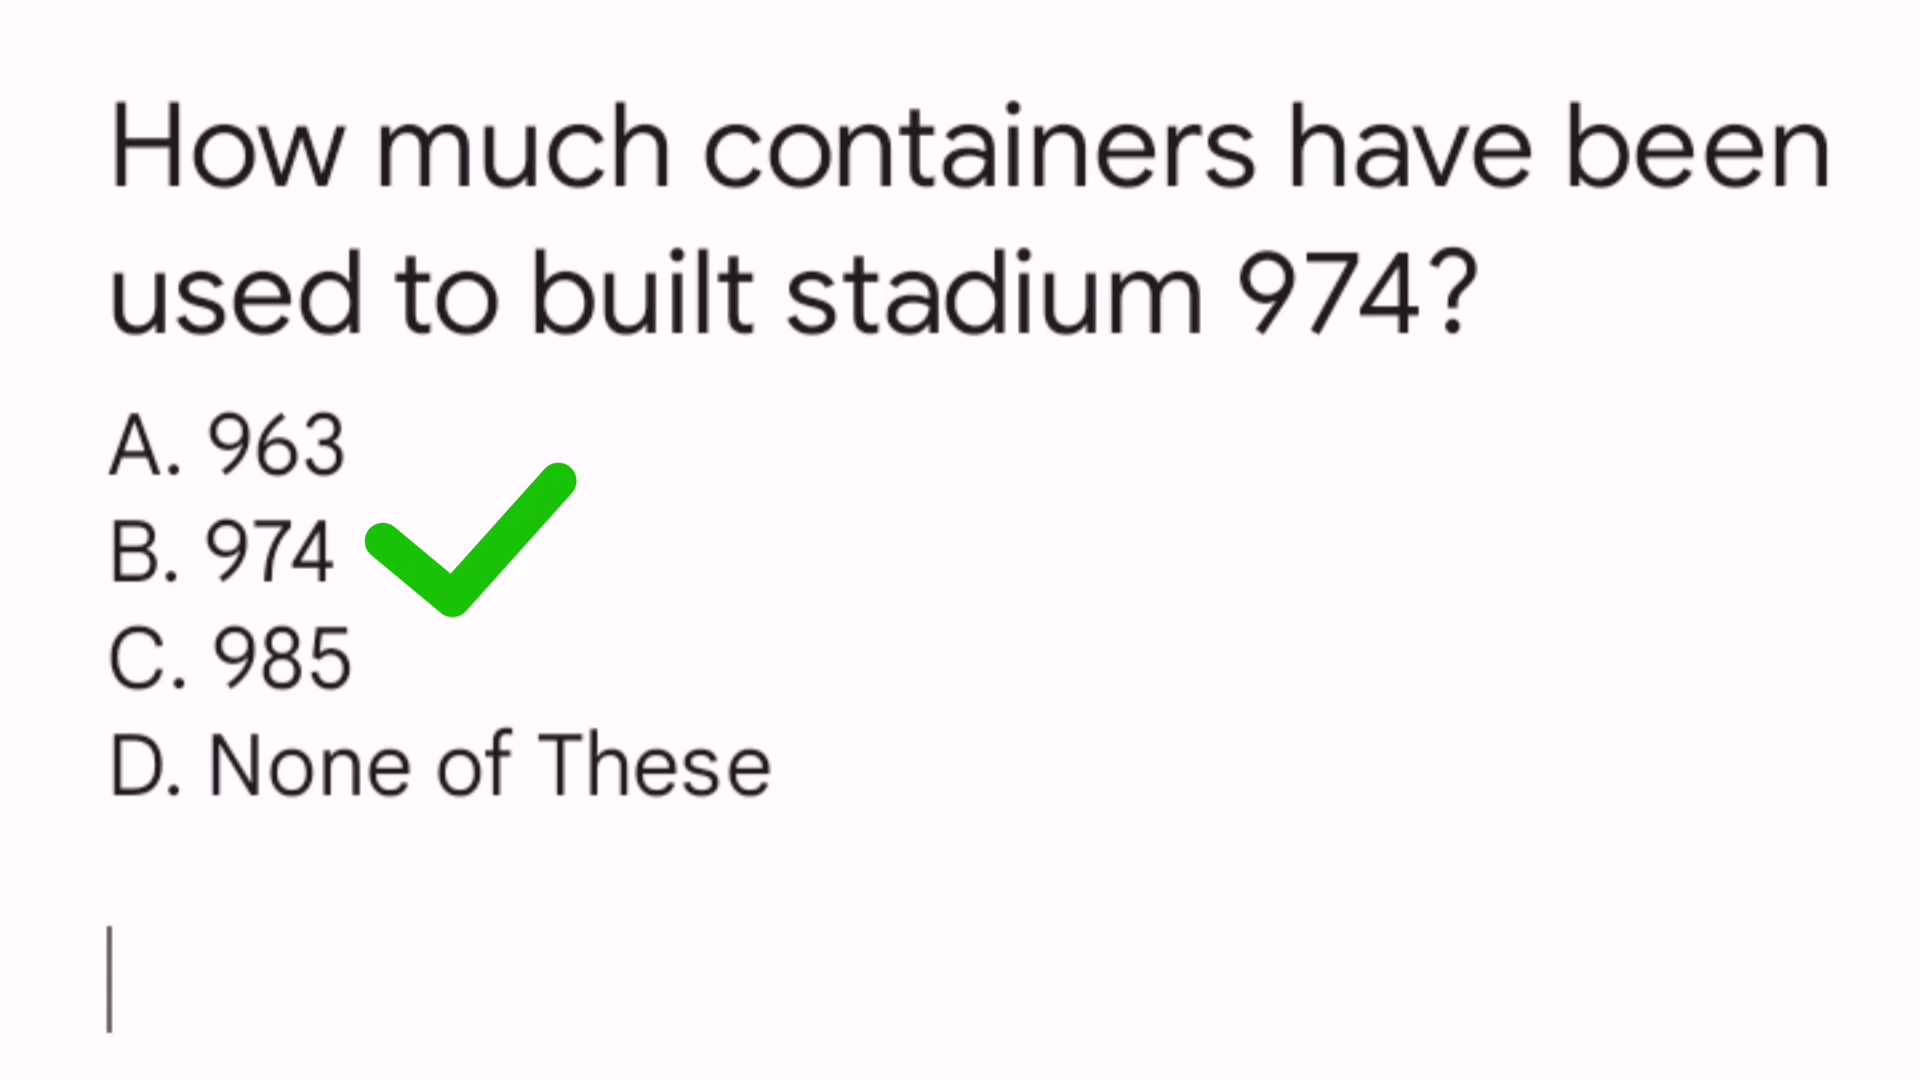 How much containers have been
used to built stadium 974?
A. 963
B. 974
C. 985
D. None of These